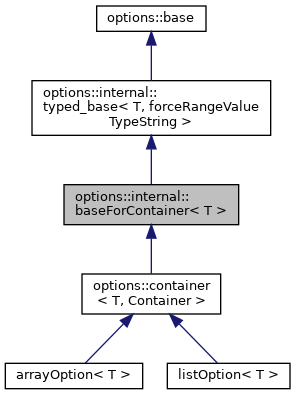 options::base
options::internal::
typed_base< T, forceRangeValue
TypeString >
options::internal::
baseForContainer< T >
options::container
< T, Container >
arrayOption< T >
listOption< T >